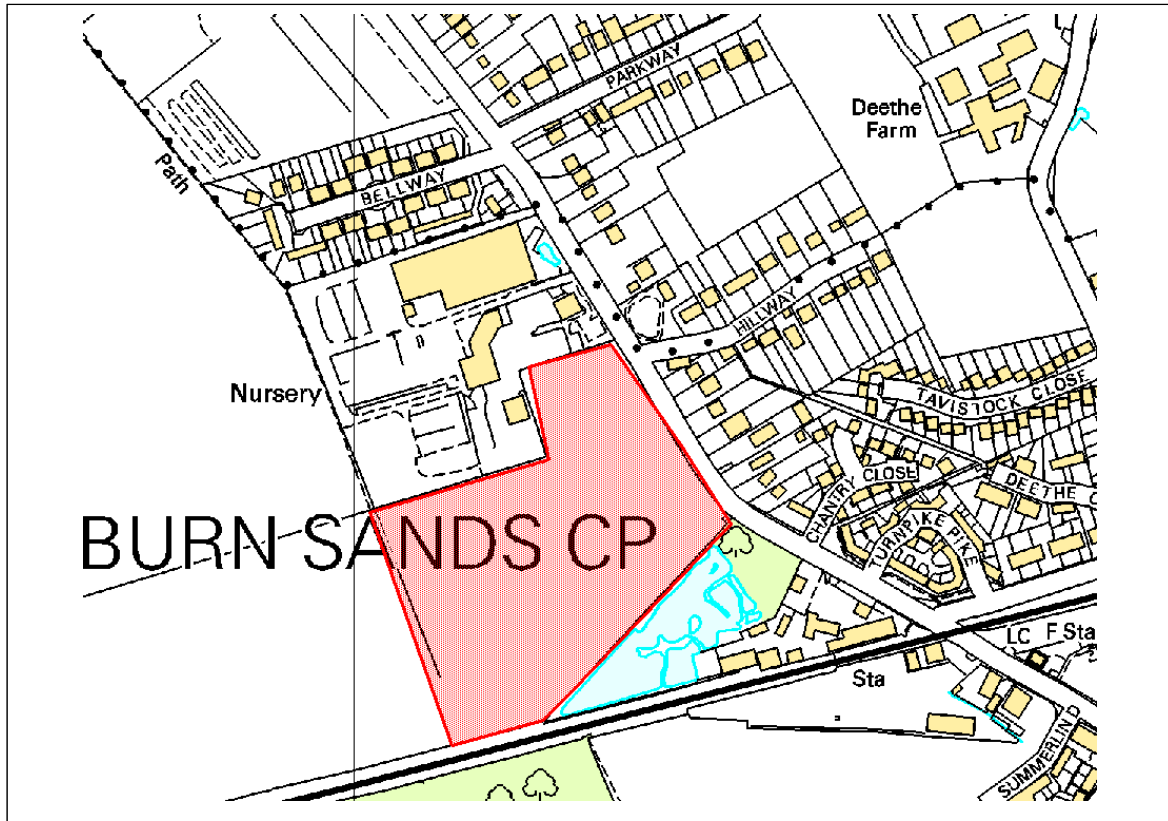 PARKWAY
Deethe
Farm
Path
BELLWAY
HILLWAY
Nursery
TAVISTOCK CLOSE
CHANTRY CLOSE
DEETHE C
BURN SANDS CP
TURNPIKE PIKE
LC
F Sta
Sta
SUMMERLIN D